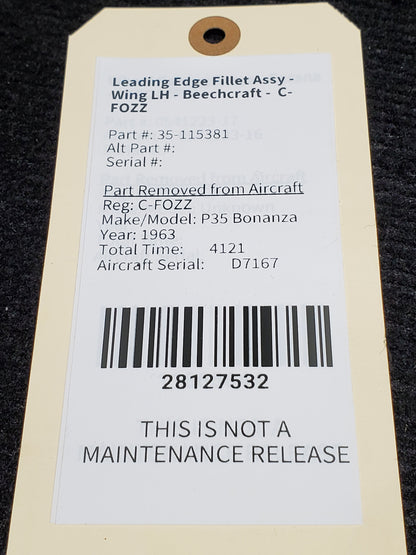 Leading Edge Fillet Assy -
Wing LH - Beechcraft - C-
FOZZ
Part #: 35-115381
Alt Part #:
Serial #:
Part Removed from Aircraft
Reg: C-FOZZ
Make/Model: P35 Bonanza
Year: 1963
Total Time: 4121
Aircraft Serial: D7167
28127532
THIS IS NOT A
MAINTENANCE RELEASE